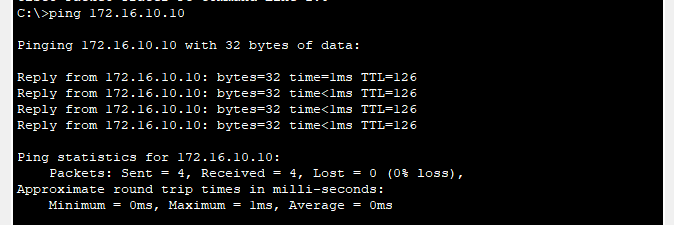 C:\>ping 172.16.10.10
Pinging 172.16.10.10 with 32 bytes of data:
Reply from 172.16.10.10: bytes=32 time=1ms TTL=126
Reply from 172.16.10.10: bytes=32 time<1ms TTL=126
Reply from 172.16.10.10: bytes=32 time<1ms TTL=126
Reply from 172.16.10.10: bytes=32 time<1ms TTL=126
Ping statistics for 172.16.10.10:
    Packets: Sent = 4, Received = 4, Lost = 0 (0% loss),
Approximate round trip times in milli-seconds:
    Minimum = 0ms, Maximum = 1ms, Average = 0ms